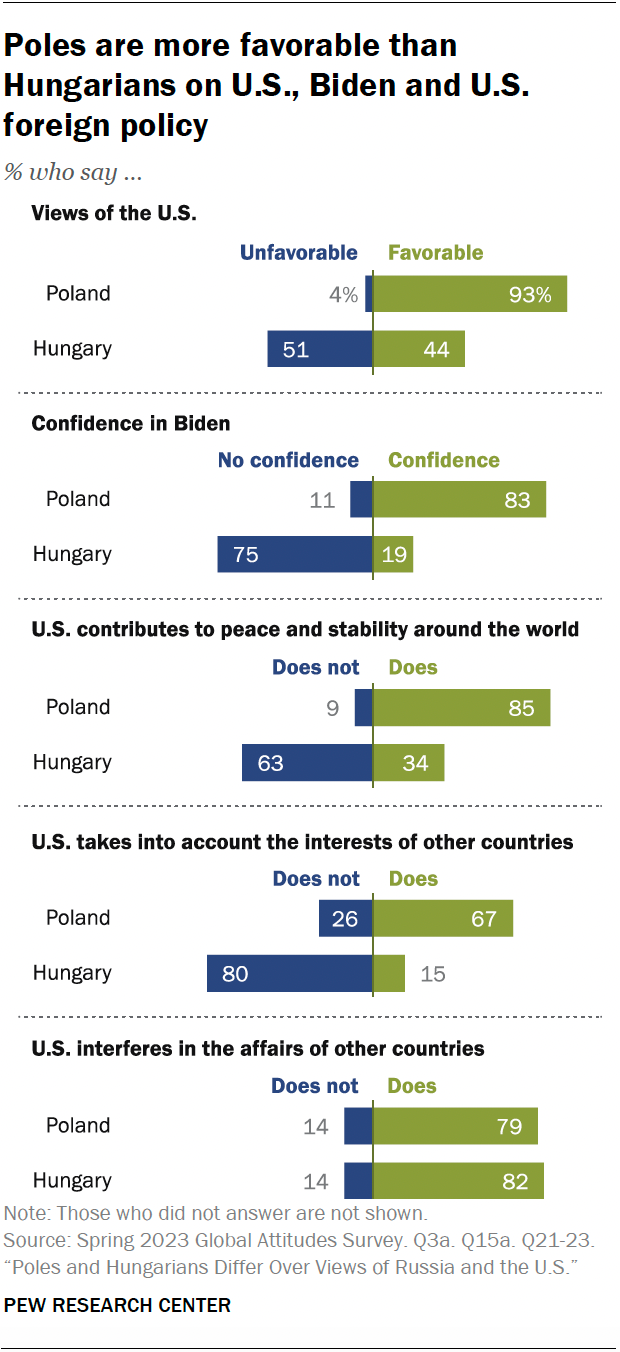 Poles are more favorable than
Hungarians on U.S., Biden and U.S.
foreign policy
% who say ...
Views of the U.S.
Unfavorable Favorable
Poland 4% 93%
Hungary 51 44
Confidence in Biden
No confidence Confidence
Poland 11 83
Hungary 75 19
U.S. contributes to peace and stability around the world
Does not Does
Poland 9 85
Hungary 63 34
U.S. takes into account the interests of other countries
Does not Does
Poland 26 67
Hungary 80 15
U.S. interferes in the affairs of other countries
Does not Does
Poland 14 79
Hungary 14 82
Note: Those who did not answer are not shown.
Source: Spring 2023 Global Attitudes Survey. Q3a. Q15a. Q21-23.
“Poles and Hungarians Differ Over Views of Russia and the U.S.”
PEW RESEARCH CENTER